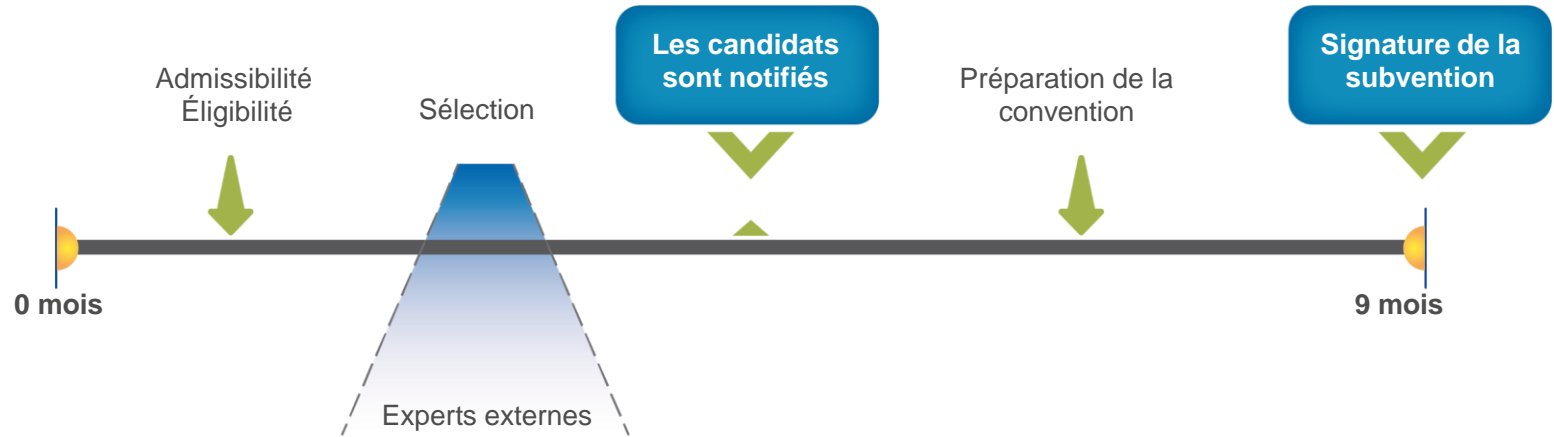 Admissibilité
Éligibilité
Sélection
Les candidats
sont notifiés
Préparation de la
convention
Signature de la
subvention
0 mois
9 mois
Experts externes